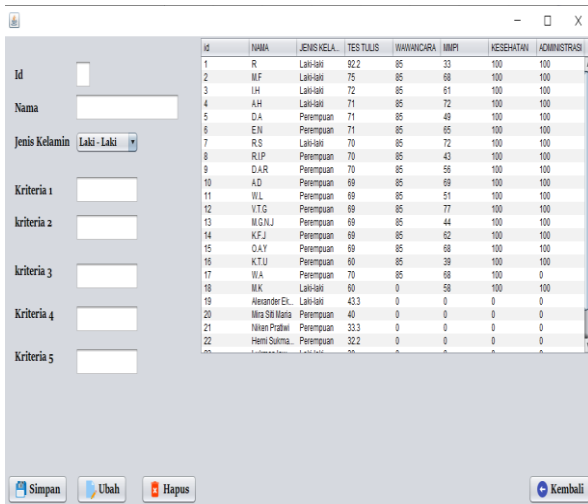 Id
Nama
Jenis Kelamin Laki - Laki
Kriteria 1
kriteria 2
kriteria 3
Kriteria 4
Kriteria 5
id NAMA JENIS KELA... TES TULIS WAWANCARA MMPI KESEHATAN ADMINISTRASI
1 R Laki-laki 92.2 85 33 100 100
2 M.F Laki-laki 75 85 68 100 100
3 I.H Laki-laki 72 85 61 100 100
4 A.H Laki-laki 71 85 72 100 100
5 D.A Perempuan 71 85 49 100 100
6 E.N Perempuan 71 85 65 100 100
7 R.S Laki-laki 70 85 72 100 100
8 R.I.P Perempuan 70 85 43 100 100
9 D.A.R Perempuan 70 85 56 100 100
10 A.D Perempuan 69 85 69 100 100
11 W.L Perempuan 69 85 51 100 100
12 V.T.G Perempuan 69 85 77 100 100
13 M.G.N.J Perempuan 69 85 44 100 100
14 K.F.J Perempuan 69 85 62 100 100
15 O.A.Y Perempuan 69 85 68 100 100
16 K.T.U Perempuan 60 85 39 100 100
17 W.A Perempuan 70 85 68 100 0
18 M.K Laki-laki 60 0 58 100 100
19 Alexander Ek... Laki-laki 43.3 0 0 0 0
20 Mira Siti Maria Perempuan 40 0 0 0 0
21 Niken Pratiwi Perempuan 33.3 0 0 0 0
22 Herni Sukma... Perempuan 32.2 0 0 0 0
Simpan Ubah Hapus Kembali